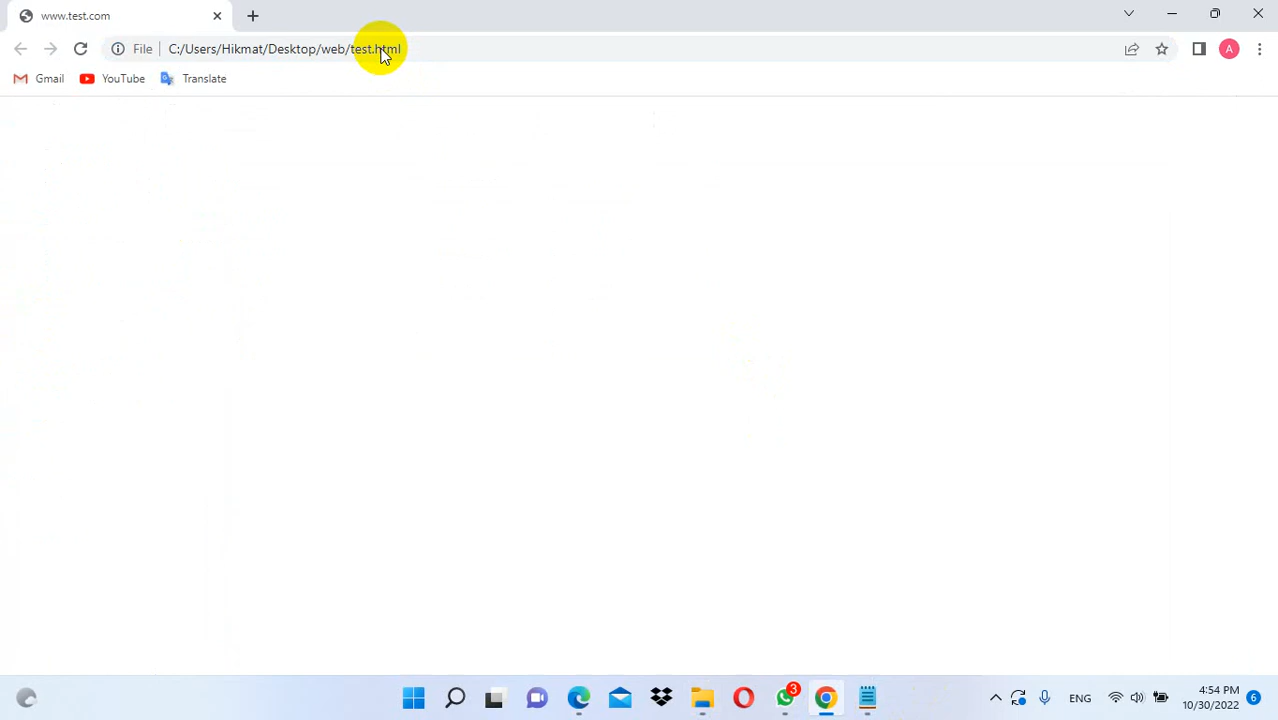 www.test.com
File C:/Users/Hikmat/Desktop/web/test.html
A
Gmail YouTube Translate
3
ENG
4:54 PM
10/30/2022
6